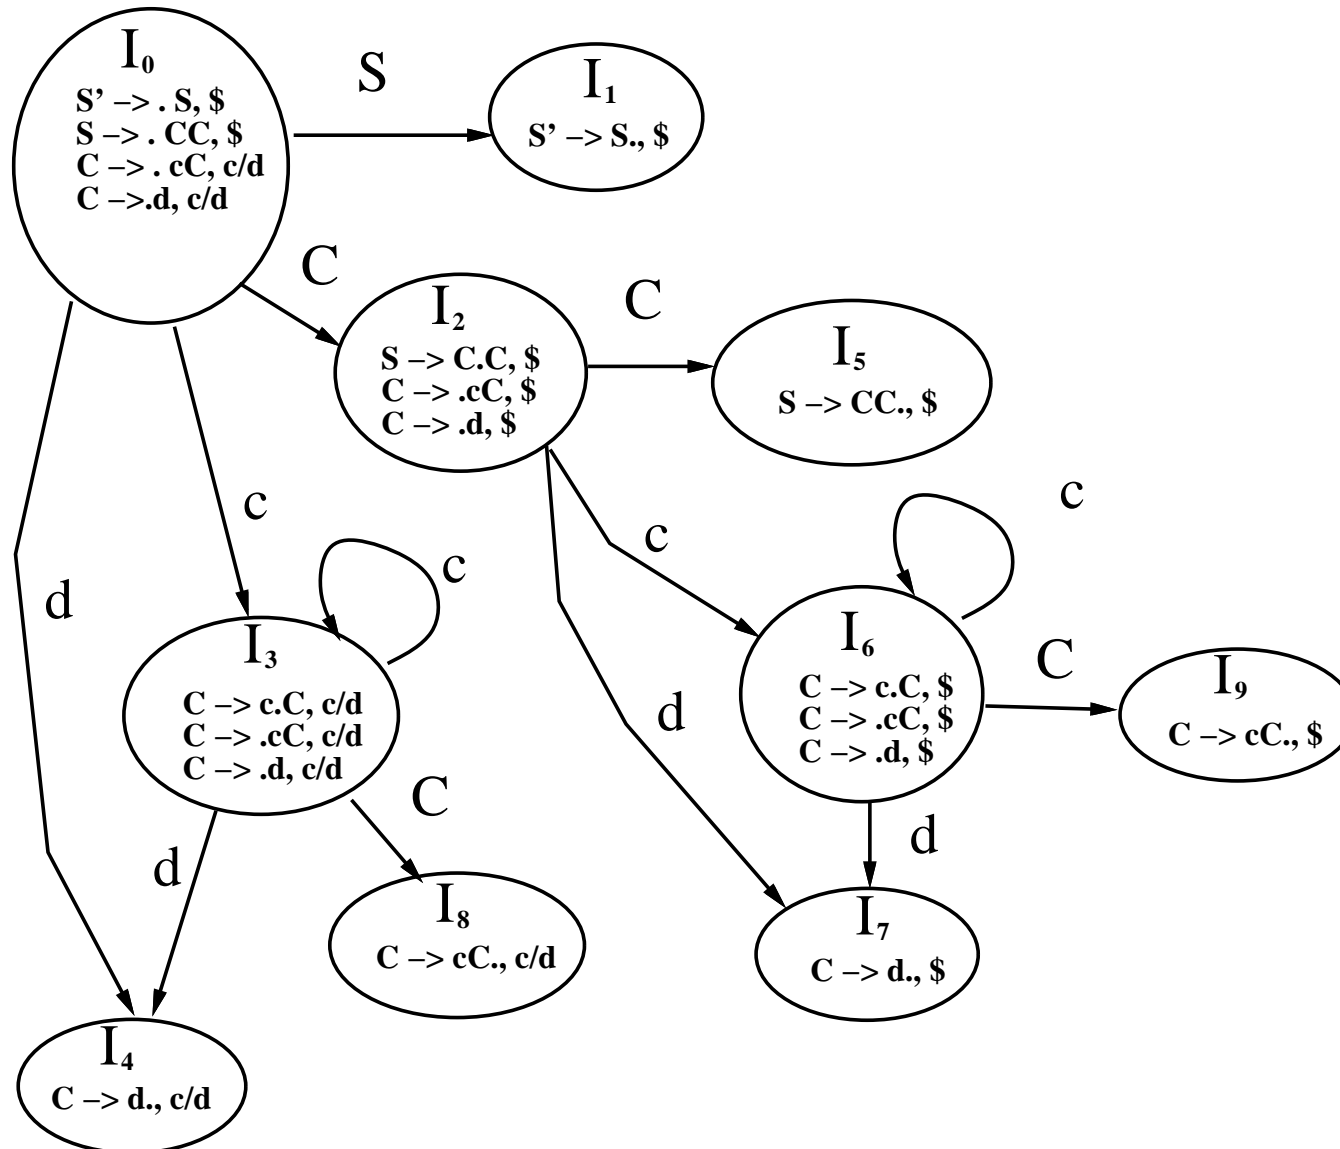 I0
S' –> . S, $
S –> . CC, $
C –> . cC, c/d
C –>.d, c/d
S
I1
S' –> S., $
C
I2
S –> C.C, $
C –> .cC, $
C –> .d, $
C
I5
S –> CC., $
c
d
I3
C –> c.C, c/d
C –> .cC, c/d
C –> .d, c/d
c
c
d
I6
C –> c.C, $
C –> .cC, $
C –> .d, $
c
C
I9
C –> cC., $
d
C
I8
C –> cC., c/d
d
I7
C –> d., $
I4
C –> d., c/d